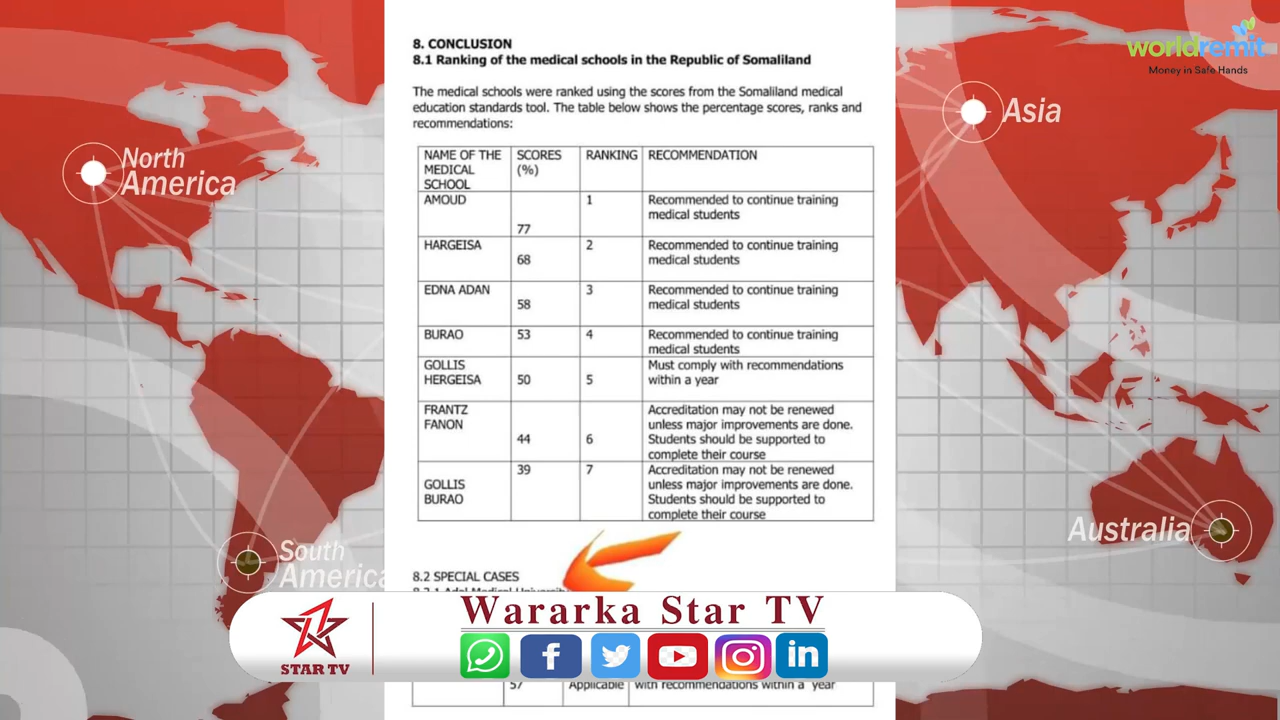 worldremit
Money in Safe Hands
North
America
Asia
South
America
Australia
8. CONCLUSION
8.1 Ranking of the medical schools in the Republic of Somaliland
The medical schools were ranked using the scores from the Somaliland medical
education standards tool. The table below shows the percentage scores, ranks and
recommendations:
NAME OF THE MEDICAL SCHOOL SCORES (%) RANKING RECOMMENDATION
AMOUD 77 1 Recommended to continue training
medical students
HARGEISA 68 2 Recommended to continue training
medical students
EDNA ADAN 58 3 Recommended to continue training
medical students
BURAO 53 4 Recommended to continue training
medical students
GOLLIS HERGEISA 50 5 Must comply with recommendations
within a year
FRANTZ FANON 44 6 Accreditation may not be renewed
unless major improvements are done.
Students should be supported to
complete their course
GOLLIS BURAO 39 7 Accreditation may not be renewed
unless major improvements are done.
Students should be supported to
complete their course
8.2 SPECIAL CASES
8.2.1 Adal Medical University
Wararka Star TV
STAR TV
57 Applicable with recommendations within a year